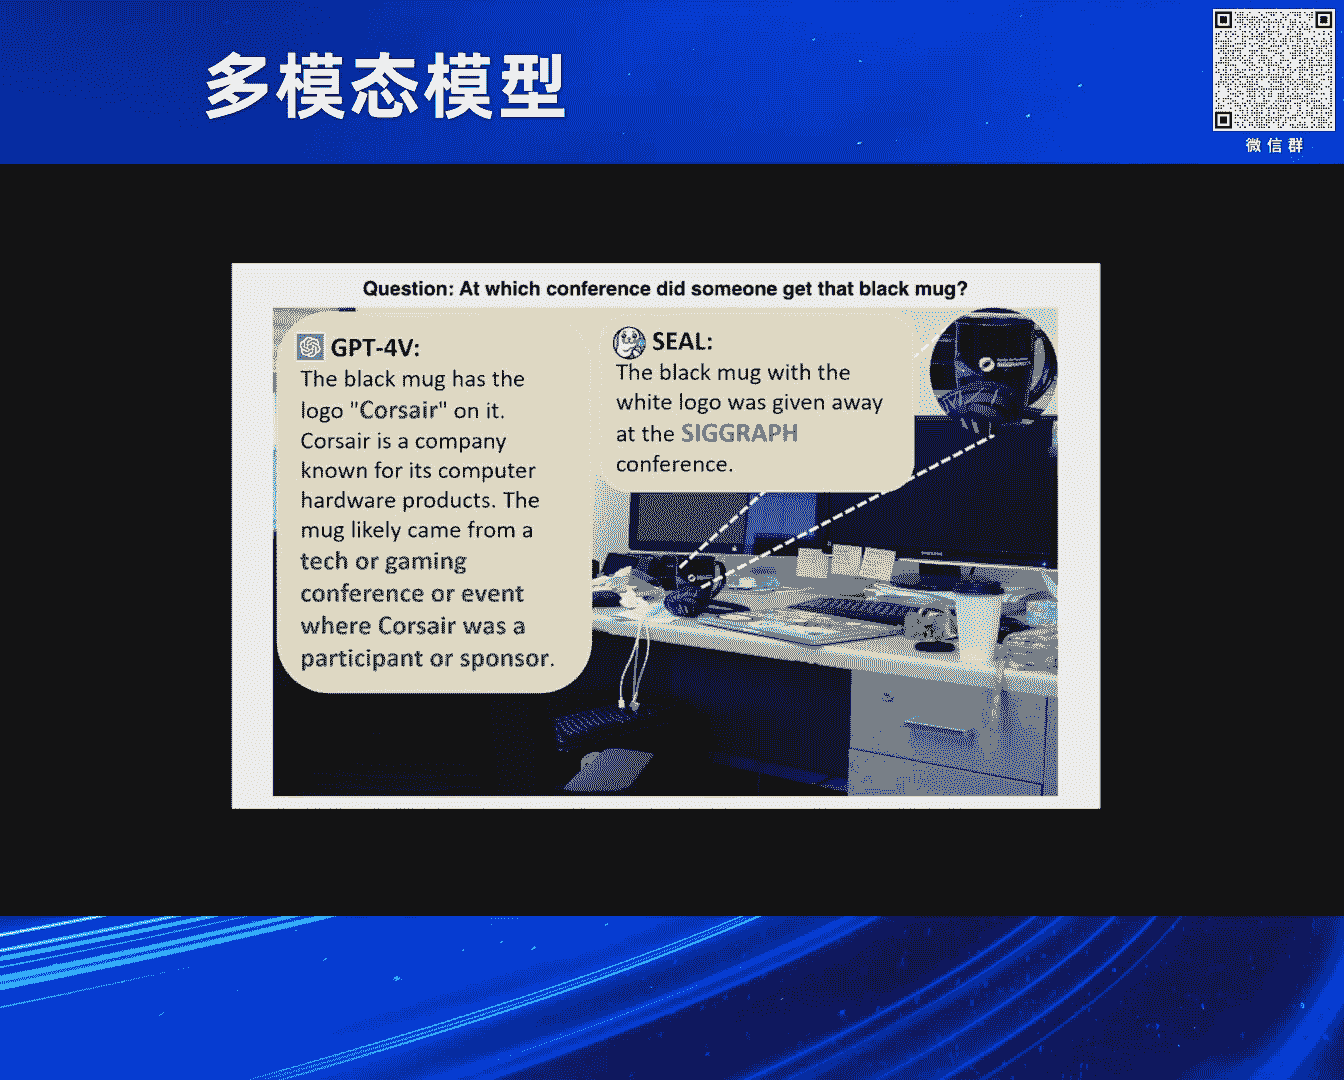 多模态模型
微信群
Question: At which conference did someone get that black mug?
GPT-4V:
The black mug has the
logo "Corsair" on it.
Corsair is a company
known for its computer
hardware products. The
mug likely came from a
tech or gaming
conference or event
where Corsair was a
participant or sponsor.
SEAL:
The black mug with the
white logo was given away
at the SIGGRAPH
conference.